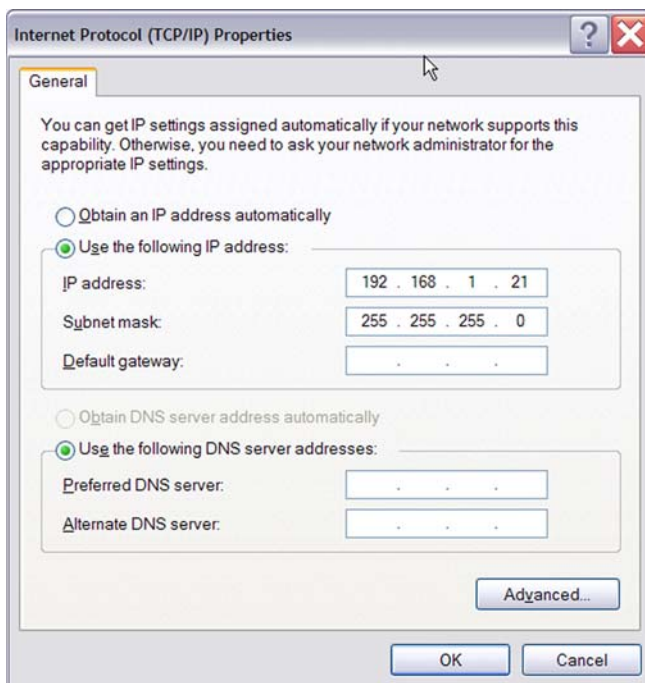 Internet Protocol (TCP/IP) Properties
General
You can get IP settings assigned automatically if your network supports this
capability. Otherwise, you need to ask your network administrator for the
appropriate IP settings.
Obtain an IP address automatically
Use the following IP address:
IP address: 192 . 168 . 1 . 21
Subnet mask: 255 . 255 . 255 . 0
Default gateway: . . .
Obtain DNS server address automatically
Use the following DNS server addresses:
Preferred DNS server: . . .
Alternate DNS server: . . .
Advanced...
OK Cancel